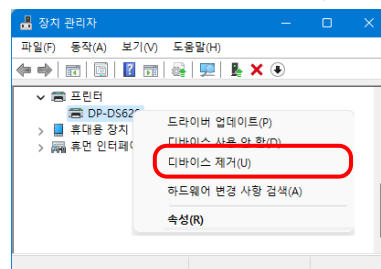 장치 관리자
파일(F) 동작(A) 보기(V) 도움말(H)
프린터
DP-DS620
드라이버 업데이트(P)
휴대용 장치
디바이스 사용 안 함(D)
휴먼 인터페이
디바이스 제거(U)
하드웨어 변경 사항 검색(A)
속성(R)